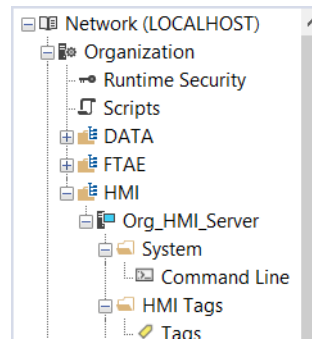 Network (LOCALHOST)
Organization
Runtime Security
Scripts
DATA
FTAE
HMI
Org_HMI_Server
System
Command Line
HMI Tags
Tags